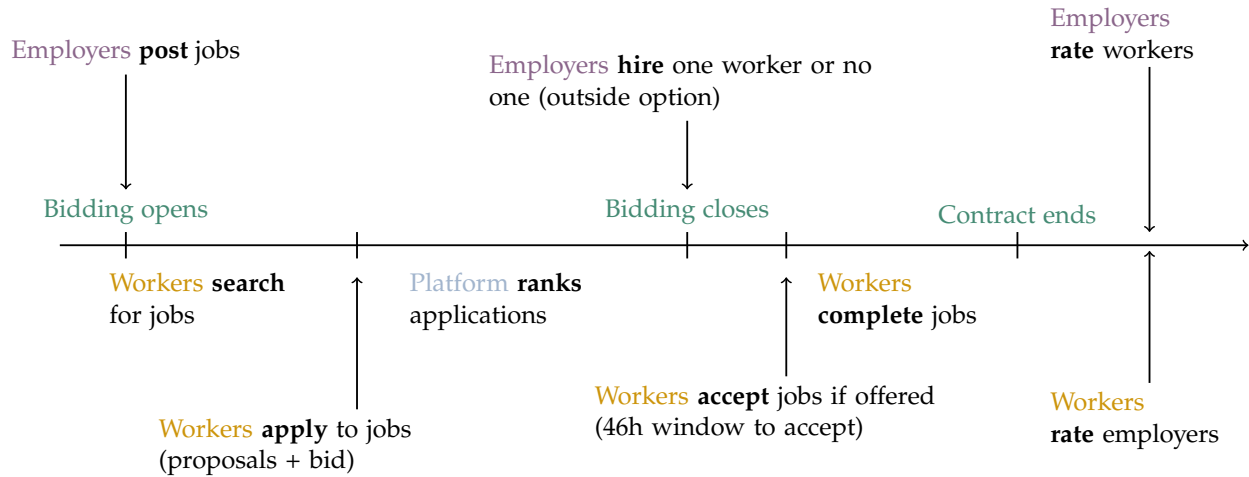 Employers post jobs
Employers hire one worker or no
one (outside option)
Employers
rate workers
Bidding opens
Bidding closes
Contract ends
Workers search
for jobs
Platform ranks
applications
Workers
complete jobs
Workers apply to jobs
(proposals + bid)
Workers accept jobs if offered
(46h window to accept)
Workers
rate employers